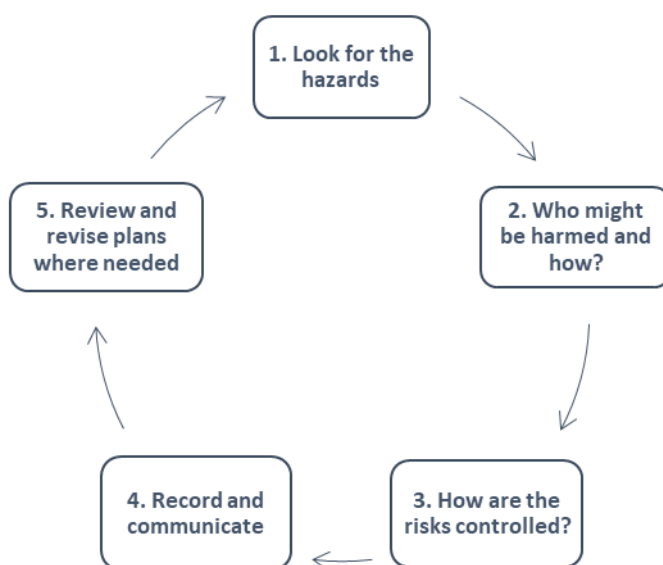 1. Look for the
hazards
2. Who might
be harmed and
how?
3. How are the
risks controlled?
4. Record and
communicate
5. Review and
revise plans
where needed